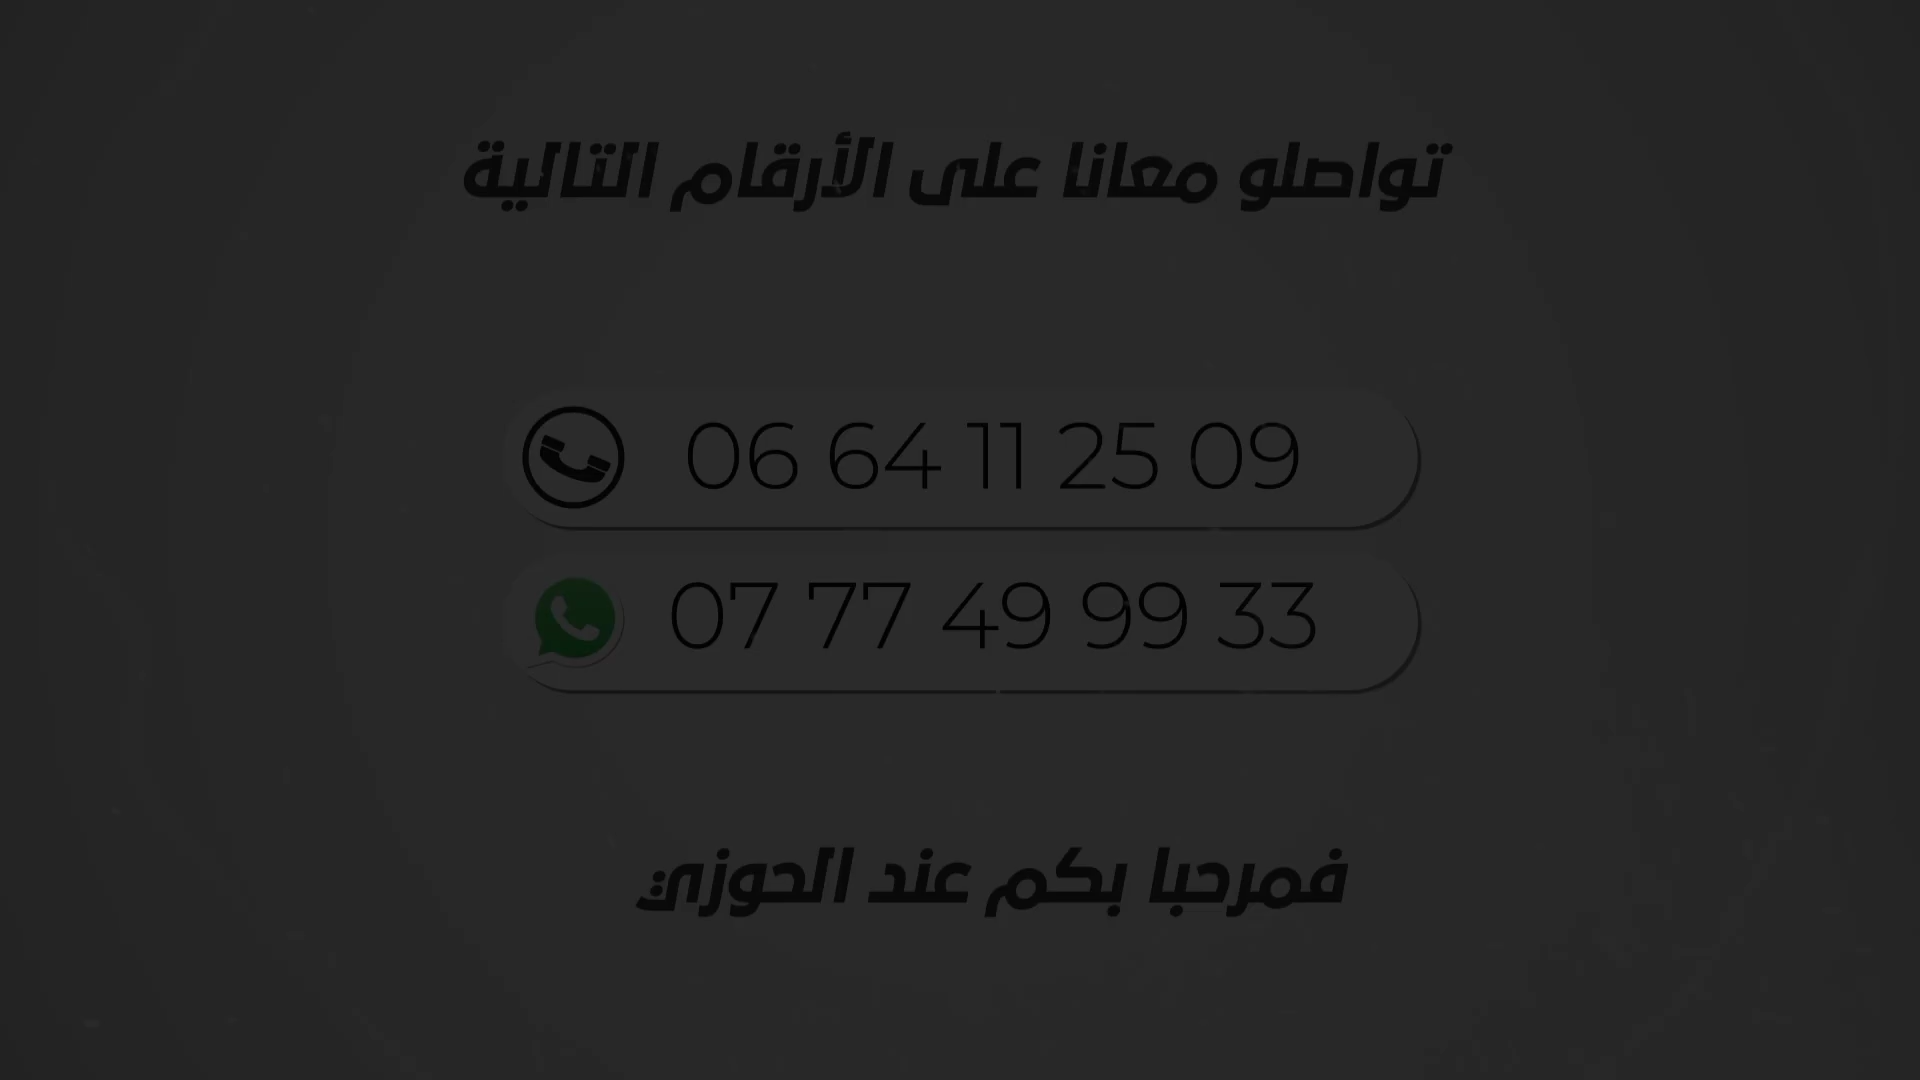 تواصلو معانا على الأرقام التالية
06 64 11 25 09
07 77 49 99 33
فمرحبا بكم عند الحوزي